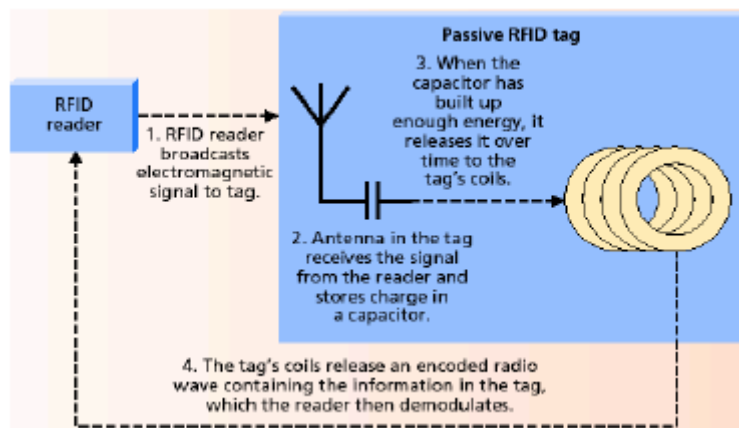 Passive RFID tag
RFID
reader
1. RFID reader
broadcasts
electromagnetic
signal to tag.
2. Antenna in the tag
receives the signal
from the reader and
stores charge in
a capacitor.
3. When the
capacitor has
built up
enough energy, it
releases it over
time to the
tag's coils.
4. The tag's coils release an encoded radio
wave containing the information in the tag,
which the reader then demodulates.